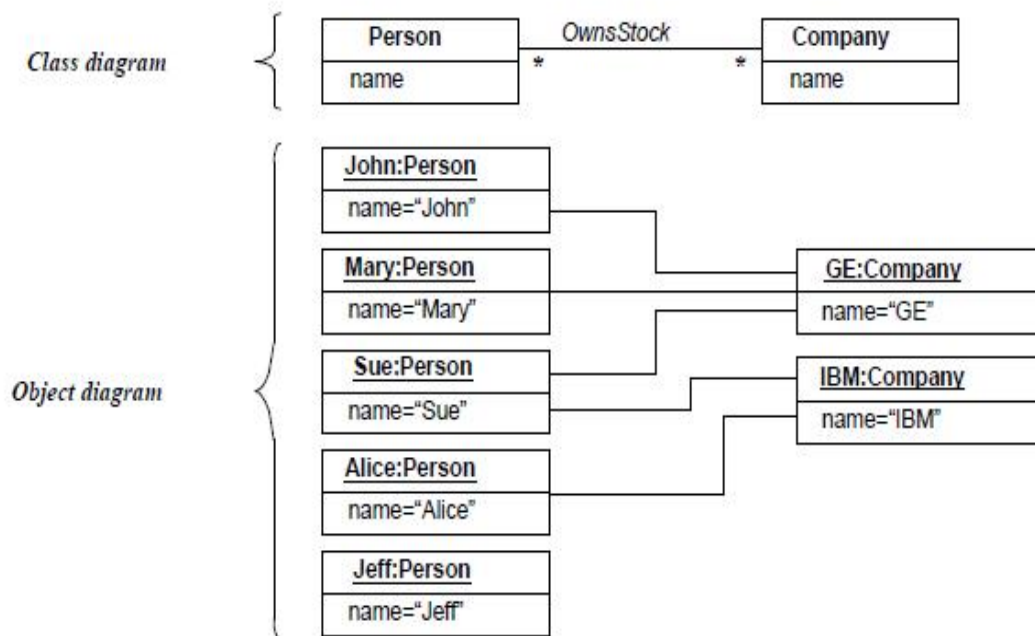 Class diagram
Person
name
OwnsStock
*
*
Company
name
Object diagram
John:Person
name="John"
Mary:Person
name="Mary"
Sue:Person
name="Sue"
Alice:Person
name="Alice"
Jeff:Person
name="Jeff"
GE:Company
name="GE"
IBM:Company
name="IBM"